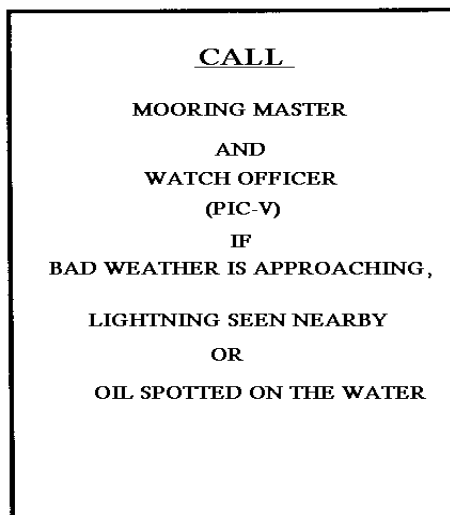 CALL
MOORING MASTER
AND
WATCH OFFICER
(PIC-V)
IF
BAD WEATHER IS APPROACHING,
LIGHTNING SEEN NEARBY
OR
OIL SPOTTED ON THE WATER